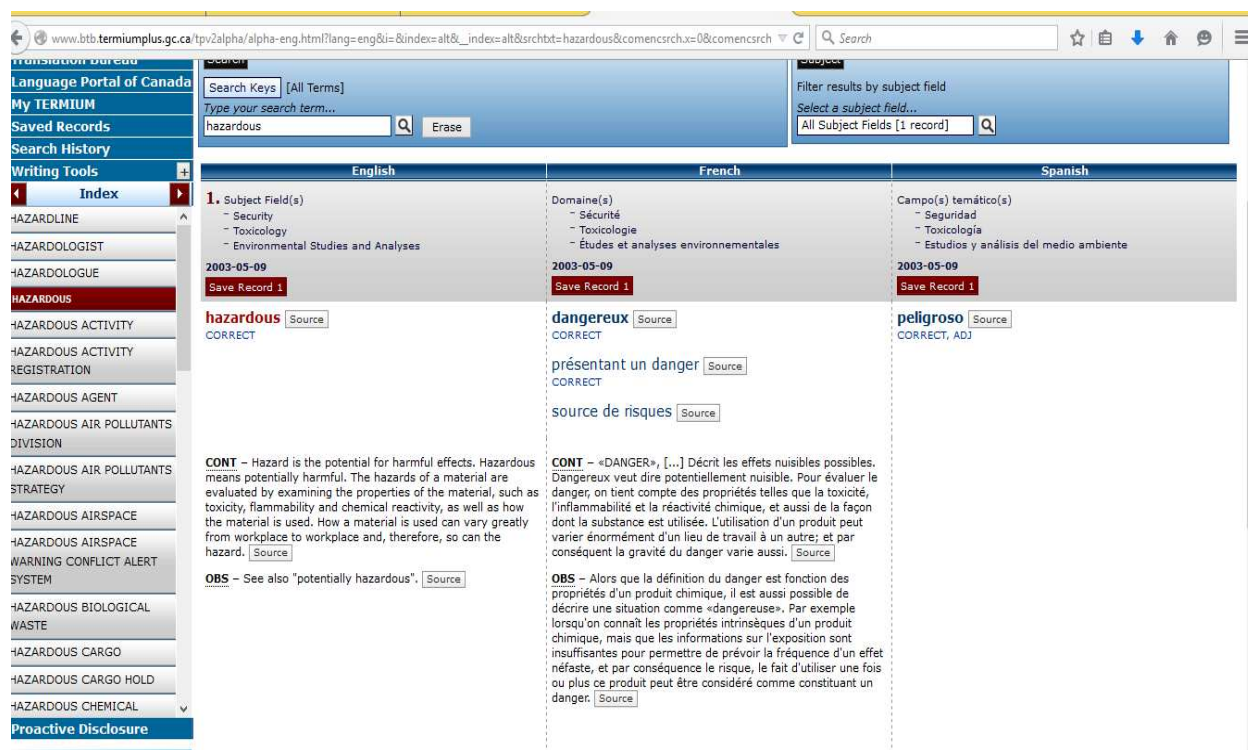 www.btb.termiumplus.gc.ca/tpv2alpha/alpha-eng.html?lang=eng&i=&index=alt&__index=alt&srchtxt=hazardous&comencsrch.x=0&comencsrch
Search
Translation Bureau
Language Portal of Canada
My TERMIUM
Saved Records
Search History
Writing Tools
+
Index
HAZARDLINE
HAZARDOLOGIST
HAZARDOLOGUE
HAZARDOUS
HAZARDOUS ACTIVITY
HAZARDOUS ACTIVITY
REGISTRATION
HAZARDOUS AGENT
HAZARDOUS AIR POLLUTANTS
DIVISION
HAZARDOUS AIR POLLUTANTS
STRATEGY
HAZARDOUS AIRSPACE
HAZARDOUS AIRSPACE
WARNING CONFLICT ALERT
SYSTEM
HAZARDOUS BIOLOGICAL
WASTE
HAZARDOUS CARGO
HAZARDOUS CARGO HOLD
HAZARDOUS CHEMICAL
Proactive Disclosure
Search
Search Keys [All Terms]
Type your search term...
hazardous
Erase
Subject
Filter results by subject field
Select a subject field...
All Subject Fields [1 record]
English
1. Subject Field(s)
- Security
- Toxicology
- Environmental Studies and Analyses
2003-05-09
Save Record 1
hazardous Source
CORRECT
CONT – Hazard is the potential for harmful effects. Hazardous
means potentially harmful. The hazards of a material are
evaluated by examining the properties of the material, such as
toxicity, flammability and chemical reactivity, as well as how
the material is used. How a material is used can vary greatly
from workplace to workplace and, therefore, so can the
hazard. Source
OBS – See also "potentially hazardous". Source
French
Domaine(s)
- Sécurité
- Toxicologie
- Études et analyses environnementales
2003-05-09
Save Record 1
dangereux Source
CORRECT
présentant un danger Source
CORRECT
source de risques Source
CONT – «DANGER», [...] Décrit les effets nuisibles possibles.
Dangereux veut dire potentiellement nuisible. Pour évaluer le
danger, on tient compte des propriétés telles que la toxicité,
l'inflammabilité et la réactivité chimique, et aussi de la façon
dont la substance est utilisée. L'utilisation d'un produit peut
varier énormément d'un lieu de travail à un autre; et par
conséquent la gravité du danger varie aussi. Source
OBS – Alors que la définition du danger est fonction des
propriétés d'un produit chimique, il est aussi possible de
décrire une situation comme «dangereuse». Par exemple
lorsqu'on connaît les propriétés intrinsèques d'un produit
chimique, mais que les informations sur l'exposition sont
insuffisantes pour permettre de prévoir la fréquence d'un effet
néfaste, et par conséquence le risque, le fait d'utiliser une fois
ou plus ce produit peut être considéré comme constituant un
danger. Source
Spanish
Campo(s) temático(s)
- Seguridad
- Toxicología
- Estudios y análisis del medio ambiente
2003-05-09
Save Record 1
peligroso Source
CORRECT, ADJ